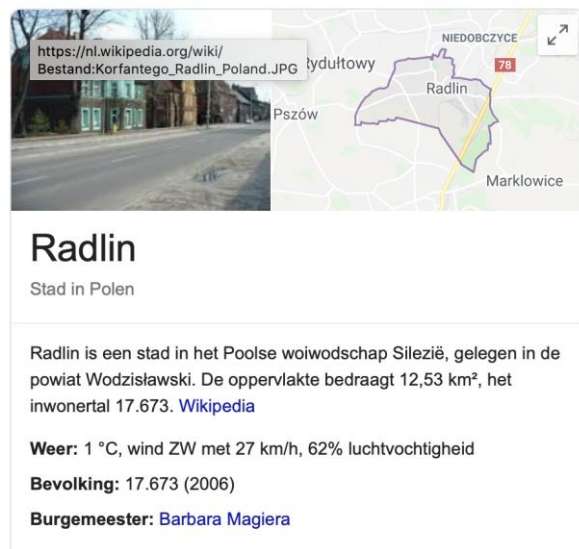 https://nl.wikipedia.org/wiki/
Bestand:Korfantego_Radlin_Poland.JPG
NIEDOBCZYCE
Rydułtowy
78
Radlin
Pszów
Marklowice
Radlin
Stad in Polen
Radlin is een stad in het Poolse woiwodschap Silezië, gelegen in de
powiat Wodzisławski. De oppervlakte bedraagt 12,53 km², het
inwonertal 17.673. Wikipedia
Weer: 1 °C, wind ZW met 27 km/h, 62% luchtvochtigheid
Bevolking: 17.673 (2006)
Burgemeester: Barbara Magiera